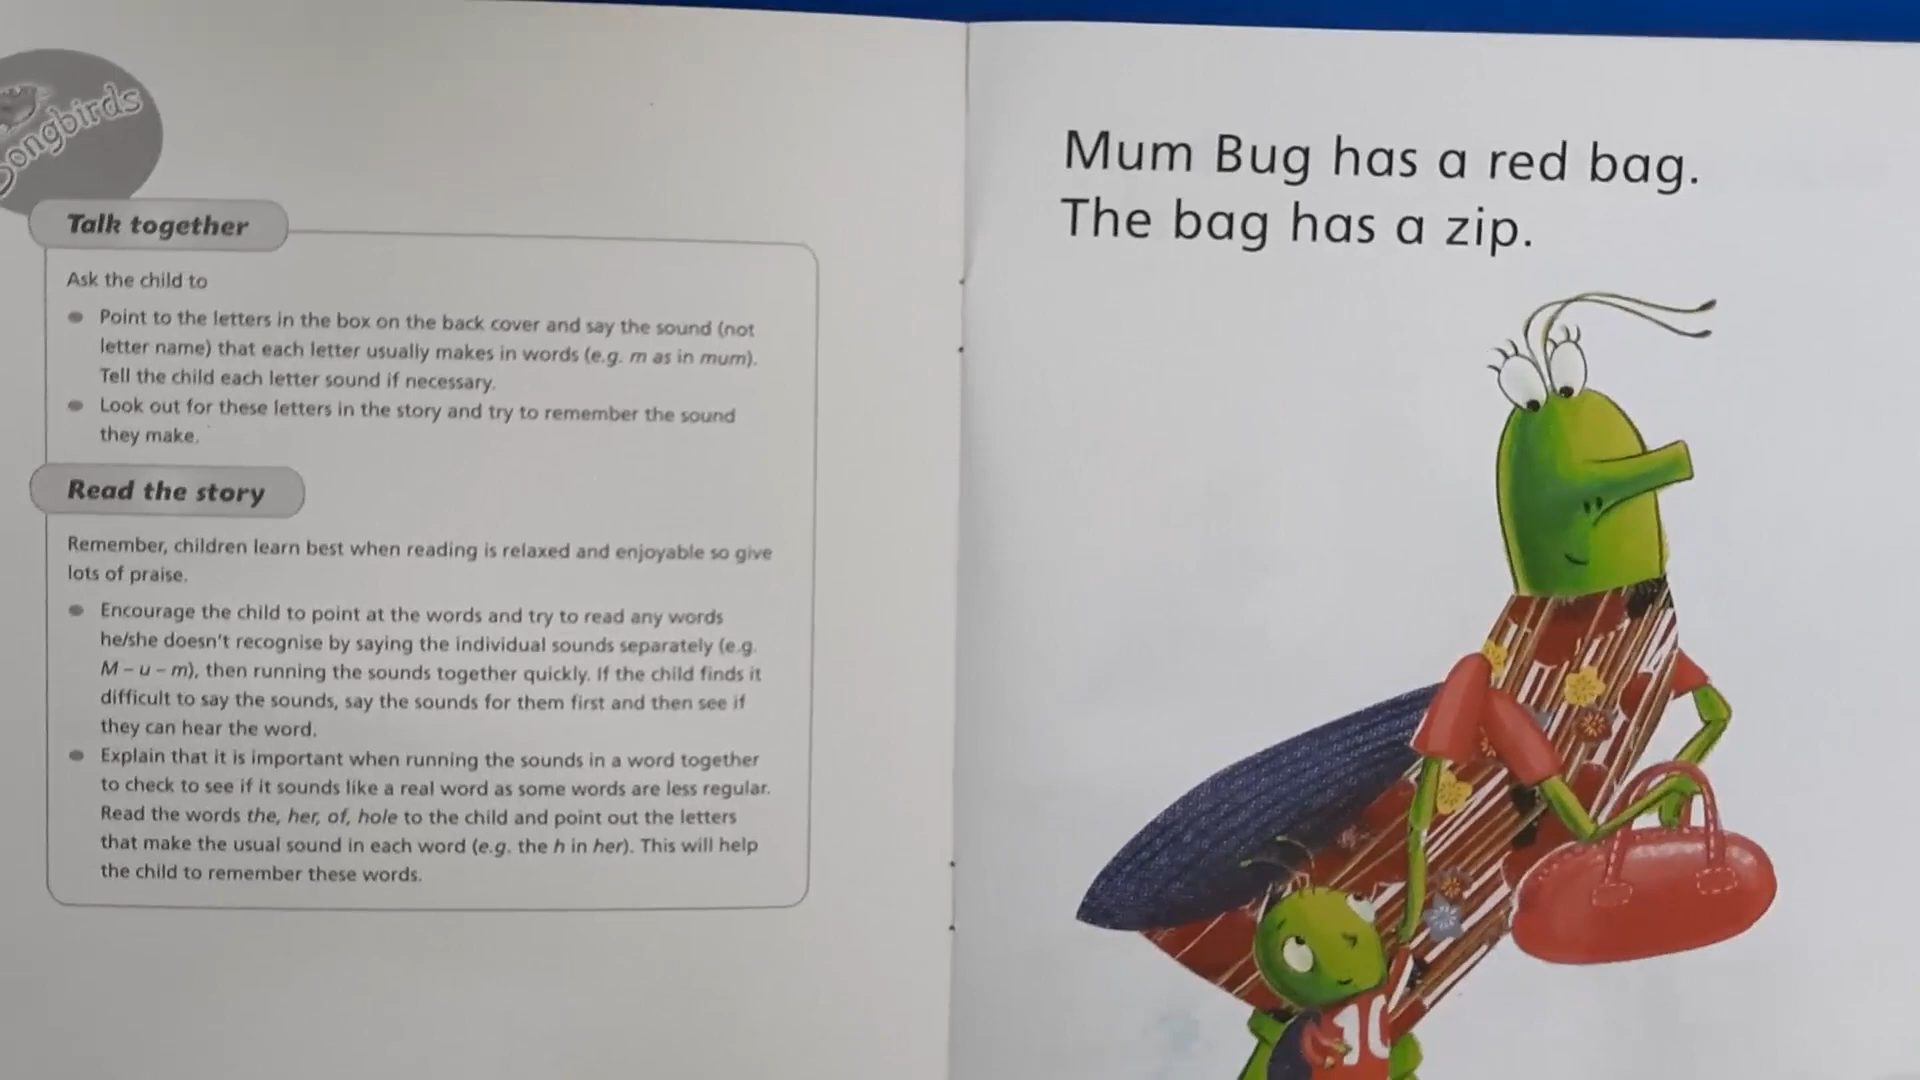 Songbirds
Talk together
Ask the child to
Point to the letters in the box on the back cover and say the sound (not
letter name) that each letter usually makes in words (e.g. m as in mum).
Tell the child each letter sound if necessary.
Look out for these letters in the story and try to remember the sound
they make.
Read the story
Remember, children learn best when reading is relaxed and enjoyable so give
lots of praise.
Encourage the child to point at the words and try to read any words
he/she doesn't recognise by saying the individual sounds separately (e.g.
M – u – m), then running the sounds together quickly. If the child finds it
difficult to say the sounds, say the sounds for them first and then see if
they can hear the word.
Explain that it is important when running the sounds in a word together
to check to see if it sounds like a real word as some words are less regular.
Read the words the, her, of, hole to the child and point out the letters
that make the usual sound in each word (e.g. the h in her). This will help
the child to remember these words.
Mum Bug has a red bag.
The bag has a zip.
10